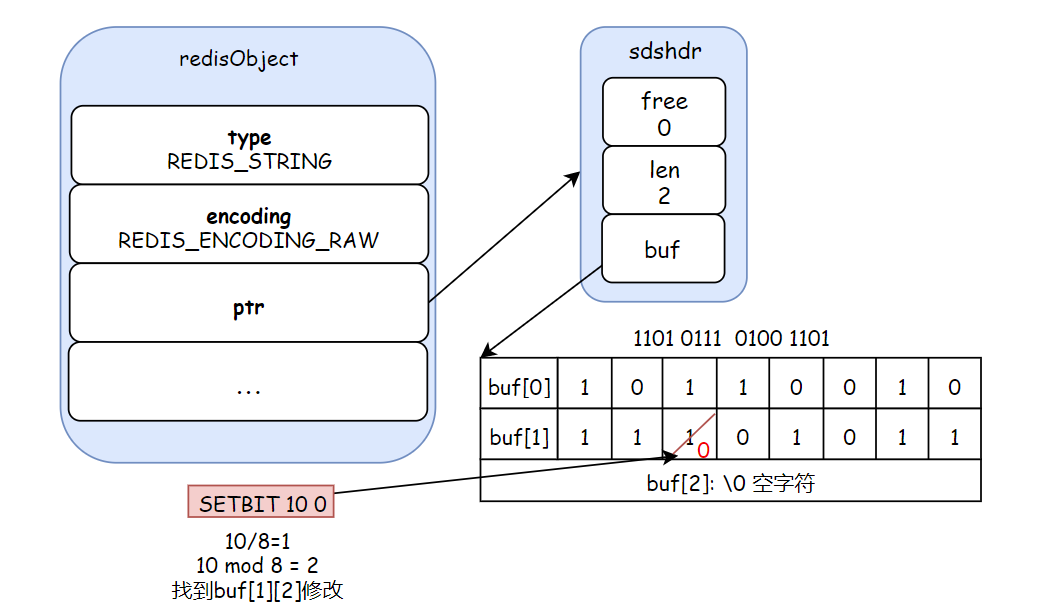 redisObject
type
REDIS_STRING
encoding
REDIS_ENCODING_RAW
ptr
...
sdshdr
free
0
len
2
buf
1101 0111 0100 1101
buf[0] 1 0 1 1 0 0 1 0
buf[1] 1 1 1 0 0 1 0 1 1
buf[2]: \0 空字符
SETBIT 10 0
10/8=1
10 mod 8 = 2
找到buf[1][2]修改